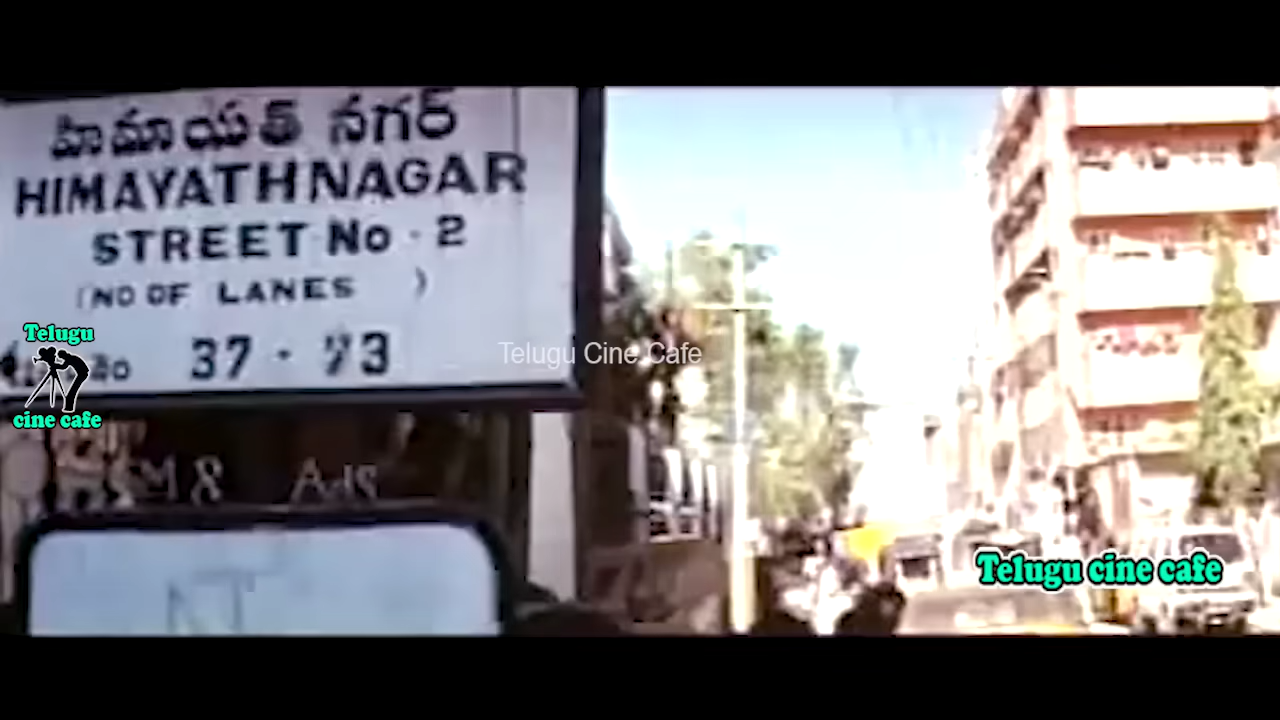 హిమాయత్ నగర్
HIMAYATHNAGAR
STREET No · 2
(NO OF LANES )
37 · 73
Telugu
cine cafe
Telugu Cine Cafe
Ads
Telugu cine cafe